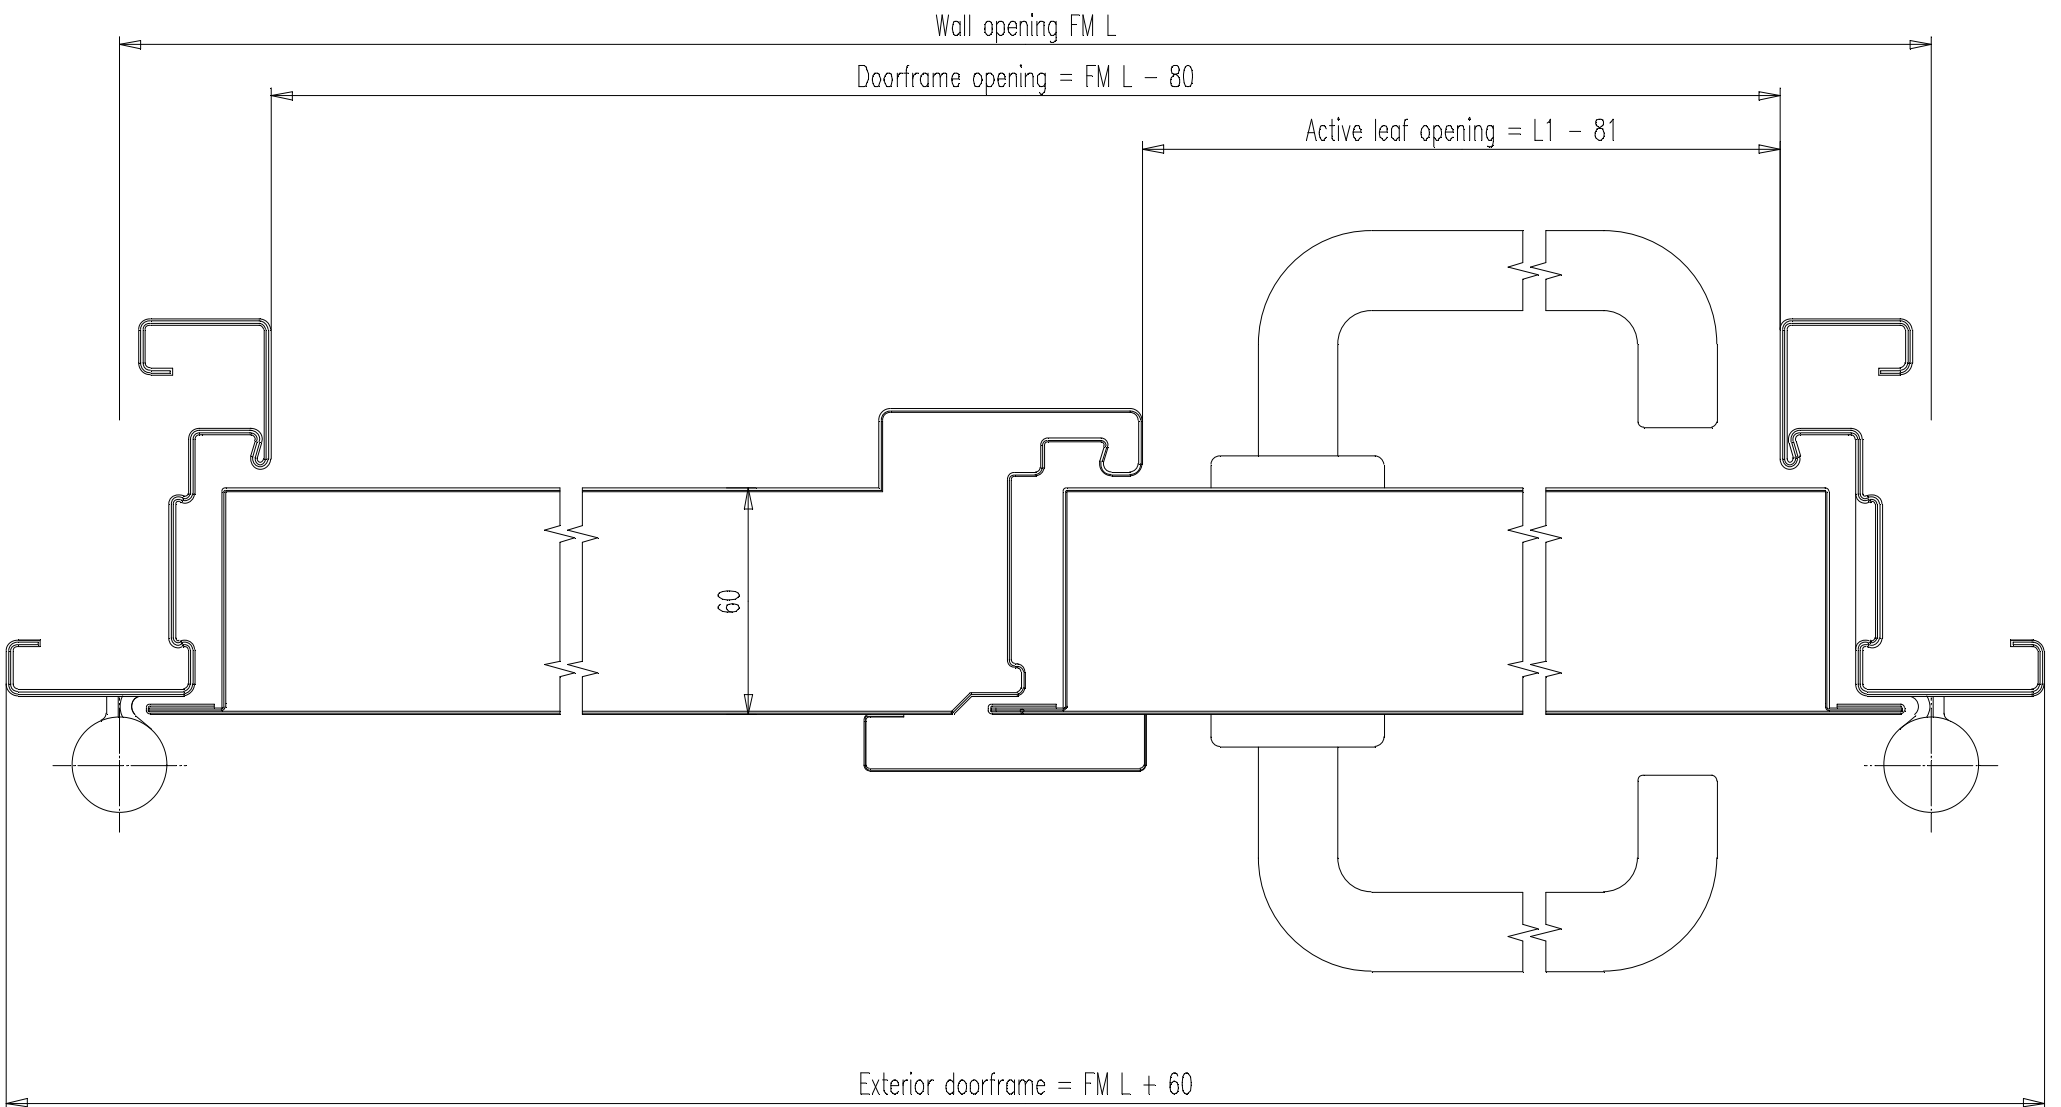 Wall opening FM L
Doorframe opening = FM L - 80
Active leaf opening = L1 - 81
60
Exterior doorframe = FM L + 60